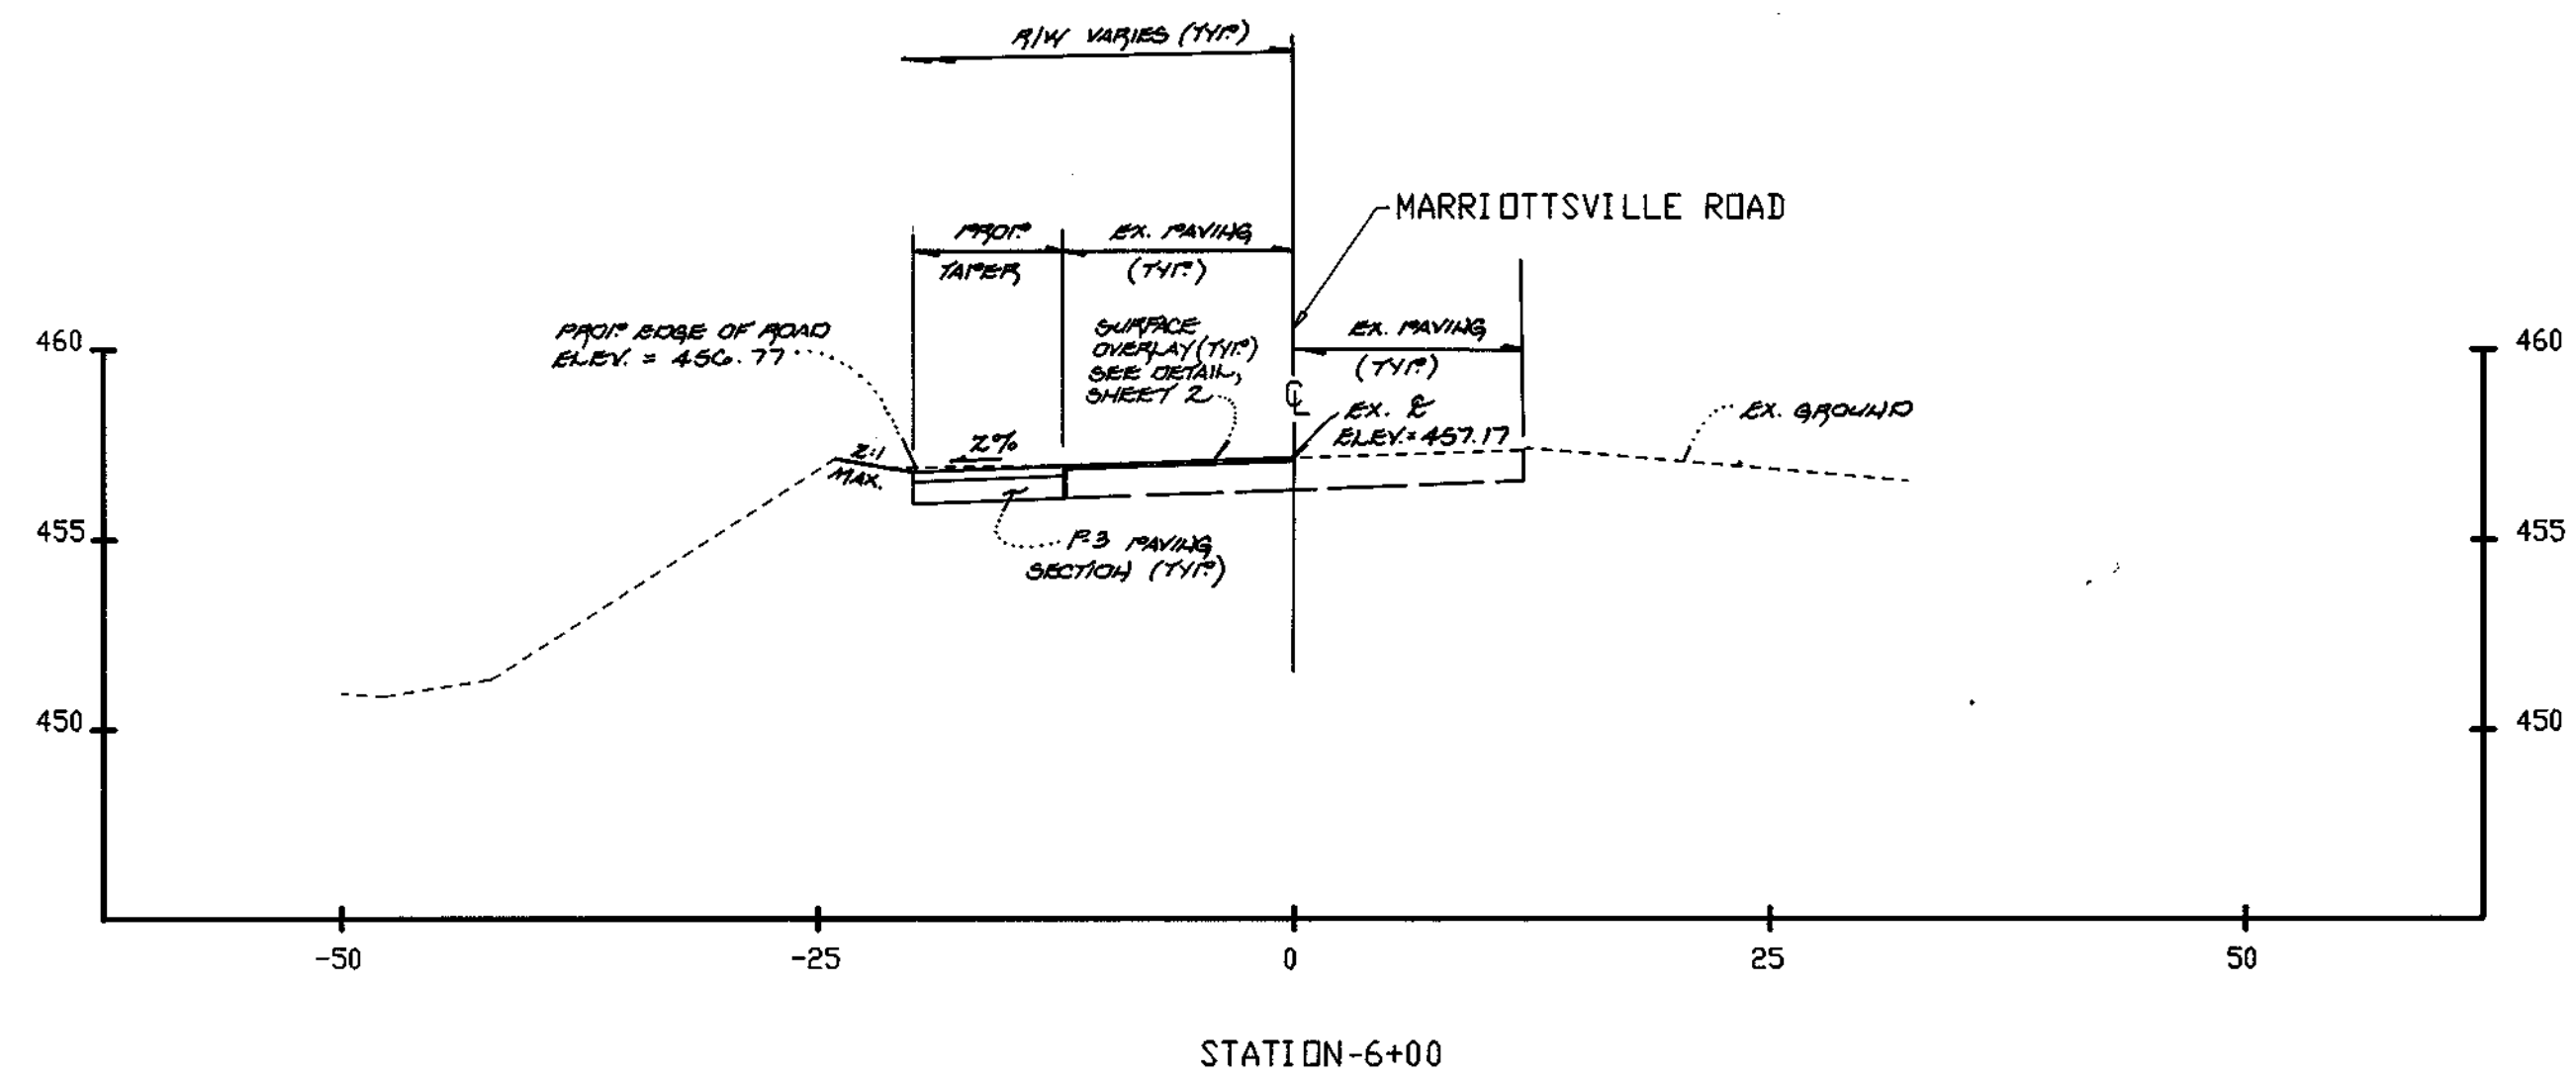 R/W VARIES (TYP.)
MARRIOTTSVILLE ROAD
PROP.
TAPER
EX. PAVING
(TYP.)
PROP. EDGE OF ROAD
ELEV. = 456.77
SURFACE
OVERLAY (TYP.)
SEE DETAIL,
SHEET 2
EX. PAVING
(TYP.)
CL
EX. CL
ELEV. = 457.17
EX. GROUND
2:1
MAX.
2%
P-3 PAVING
SECTION (TYP.)
460
455
450
460
455
450
-50
-25
0
25
50
STATION-6+00